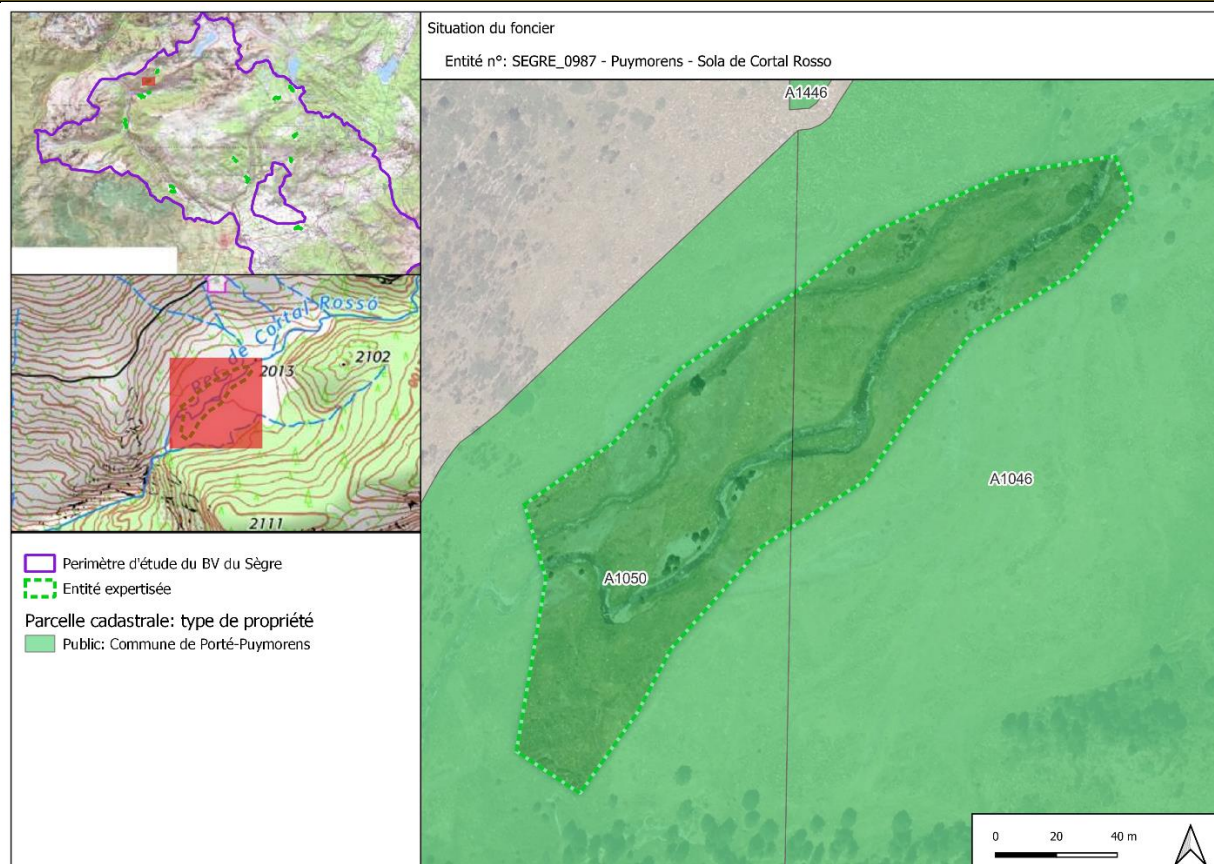 Situation du foncier
Entité n°: SEGRE_0987 - Puymorens - Sola de Cortal Rosso
A1446
A1046
A1050
Rec de Cortal Rossó
2013
2102
2111
Perimètre d'étude du BV du Sègre
Entité expertisée
Parcelle cadastrale: type de propriété
Public: Commune de Porté-Puymorens
0 20 40 m